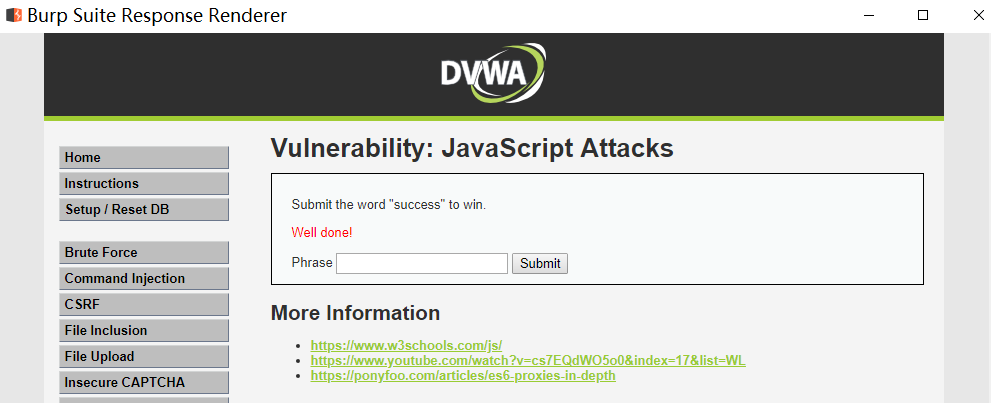 Burp Suite Response Renderer
DVWA
Home
Instructions
Setup / Reset DB
Brute Force
Command Injection
CSRF
File Inclusion
File Upload
Insecure CAPTCHA
Vulnerability: JavaScript Attacks
Submit the word "success" to win.
Well done!
Phrase Submit
More Information
https://www.w3schools.com/js/
https://www.youtube.com/watch?v=cs7EQdWO5o0&index=17&list=WL
https://ponyfoo.com/articles/es6-proxies-in-depth